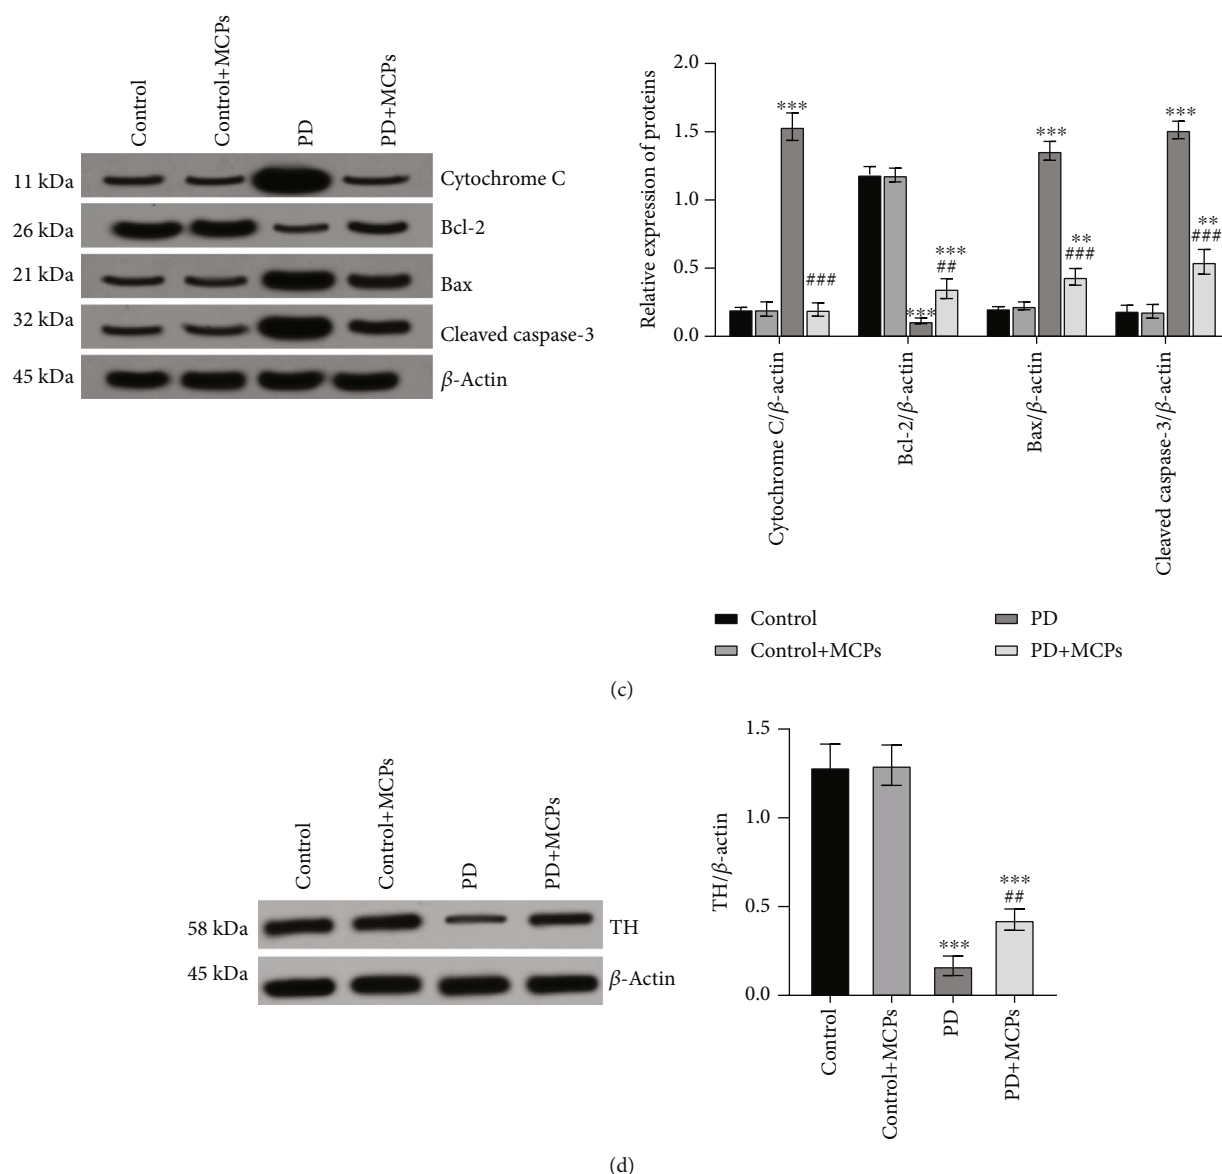 Control
Control+MCPs
PD
PD+MCPs
11 kDa
Cytochrome C
26 kDa
Bcl-2
21 kDa
Bax
32 kDa
Cleaved caspase-3
45 kDa
β-Actin
Relative expression of proteins
2.0
1.5
1.0
0.5
0.0
***
###
***
***
##
***
**
###
***
**
###
Cytochrome C/β-actin
Bcl-2/β-actin
Bax/β-actin
Cleaved caspase-3/β-actin
Control
PD
Control+MCPs
PD+MCPs
(c)
Control
Control+MCPs
PD
PD+MCPs
58 kDa
TH
45 kDa
β-Actin
TH/β-actin
1.5
1.0
0.5
0.0
***
***
##
Control
Control+MCPs
PD
PD+MCPs
(d)